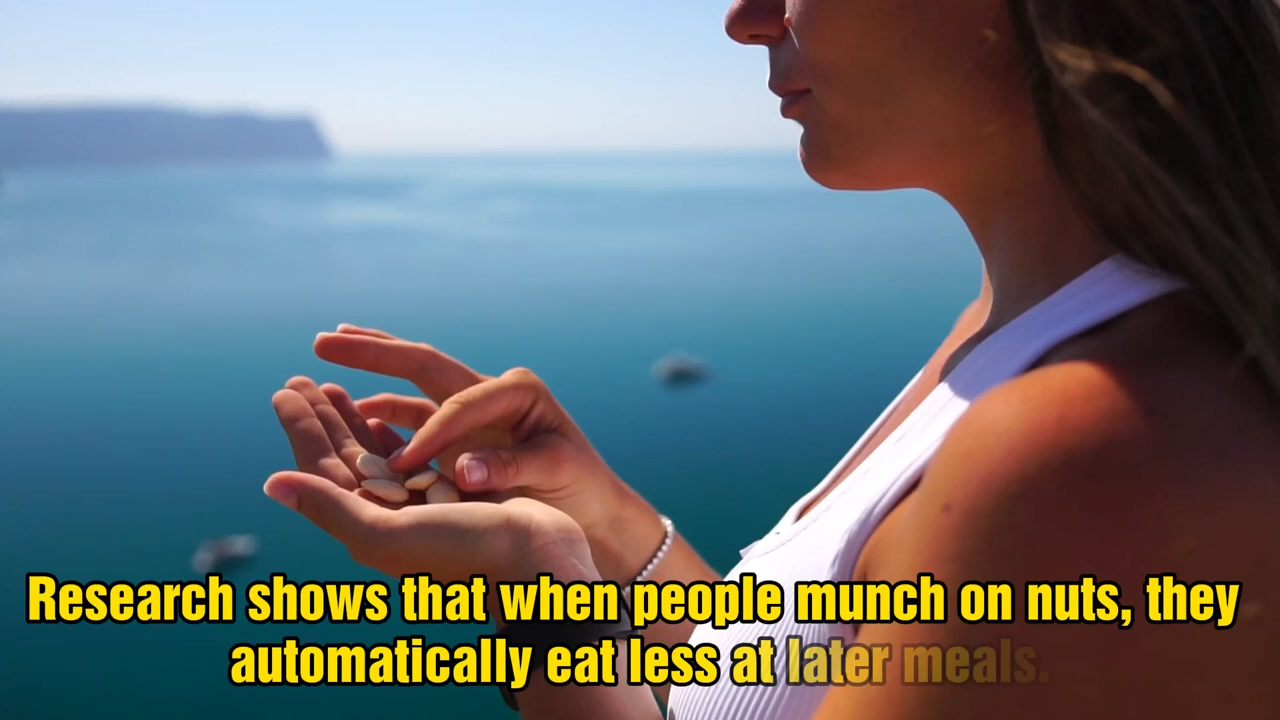 Research shows that when people munch on nuts, they
automatically eat less at later meals.